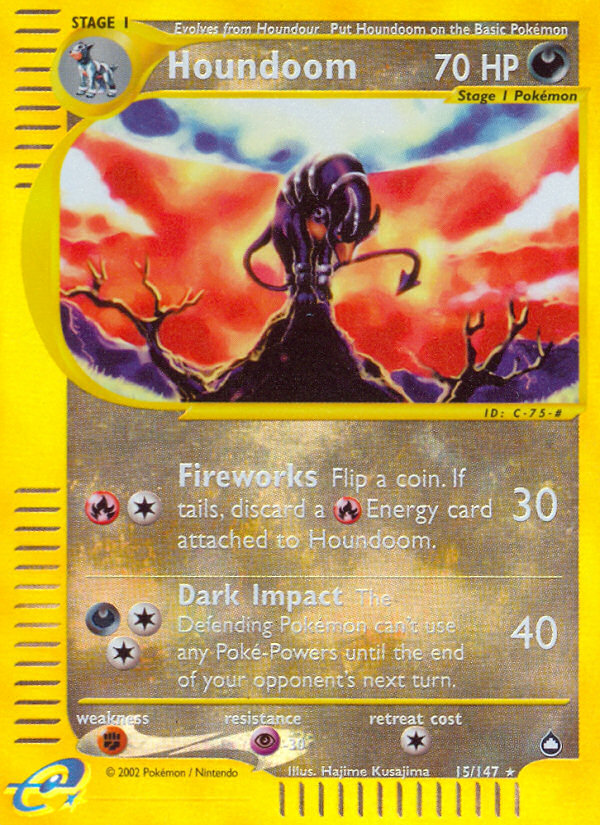 STAGE 1
Evolves from Houndour Put Houndoom on the Basic Pokémon
Houndoom 70 HP
Stage 1 Pokémon
ID: C-75-#
Fireworks Flip a coin. If
tails, discard a Energy card
attached to Houndoom.
30
Dark Impact The
Defending Pokémon can't use
any Poké-Powers until the end
of your opponent's next turn.
40
weakness resistance retreat cost
-30
© 2002 Pokémon / Nintendo Illus. Hajime Kusajima 15/147 ★
e